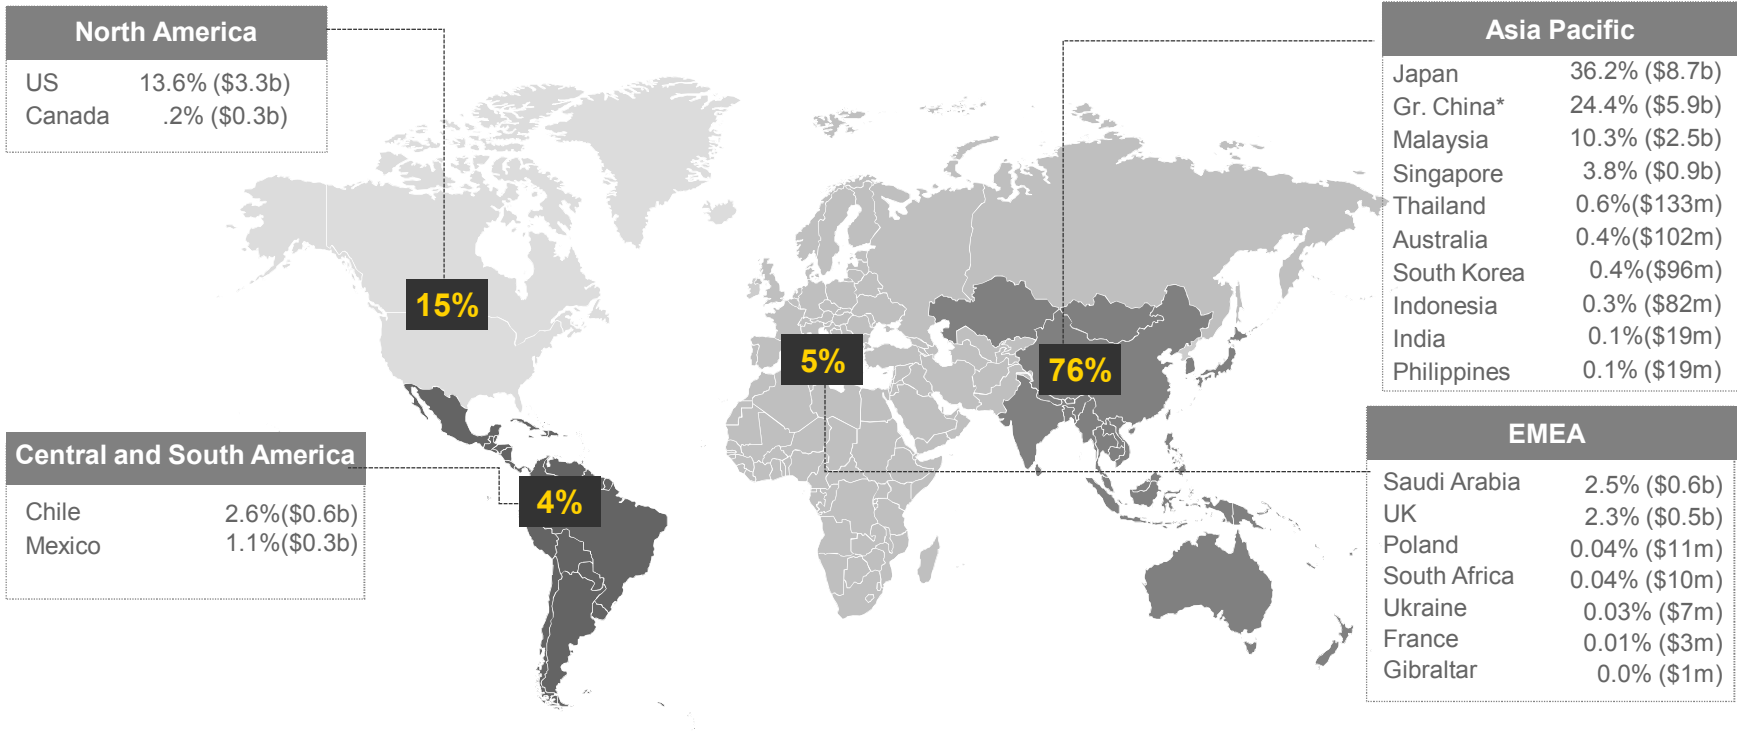 North America
US 13.6% ($3.3b)
Canada .2% ($0.3b)
15%
Central and South America
Chile 2.6%($0.6b)
Mexico 1.1%($0.3b)
4%
5%
76%
Asia Pacific
Japan 36.2% ($8.7b)
Gr. China* 24.4% ($5.9b)
Malaysia 10.3% ($2.5b)
Singapore 3.8% ($0.9b)
Thailand 0.6%($133m)
Australia 0.4%($102m)
South Korea 0.4%($96m)
Indonesia 0.3% ($82m)
India 0.1%($19m)
Philippines 0.1% ($19m)
EMEA
Saudi Arabia 2.5% ($0.6b)
UK 2.3% ($0.5b)
Poland 0.04% ($11m)
South Africa 0.04% ($10m)
Ukraine 0.03% ($7m)
France 0.01% ($3m)
Gibraltar 0.0% ($1m)